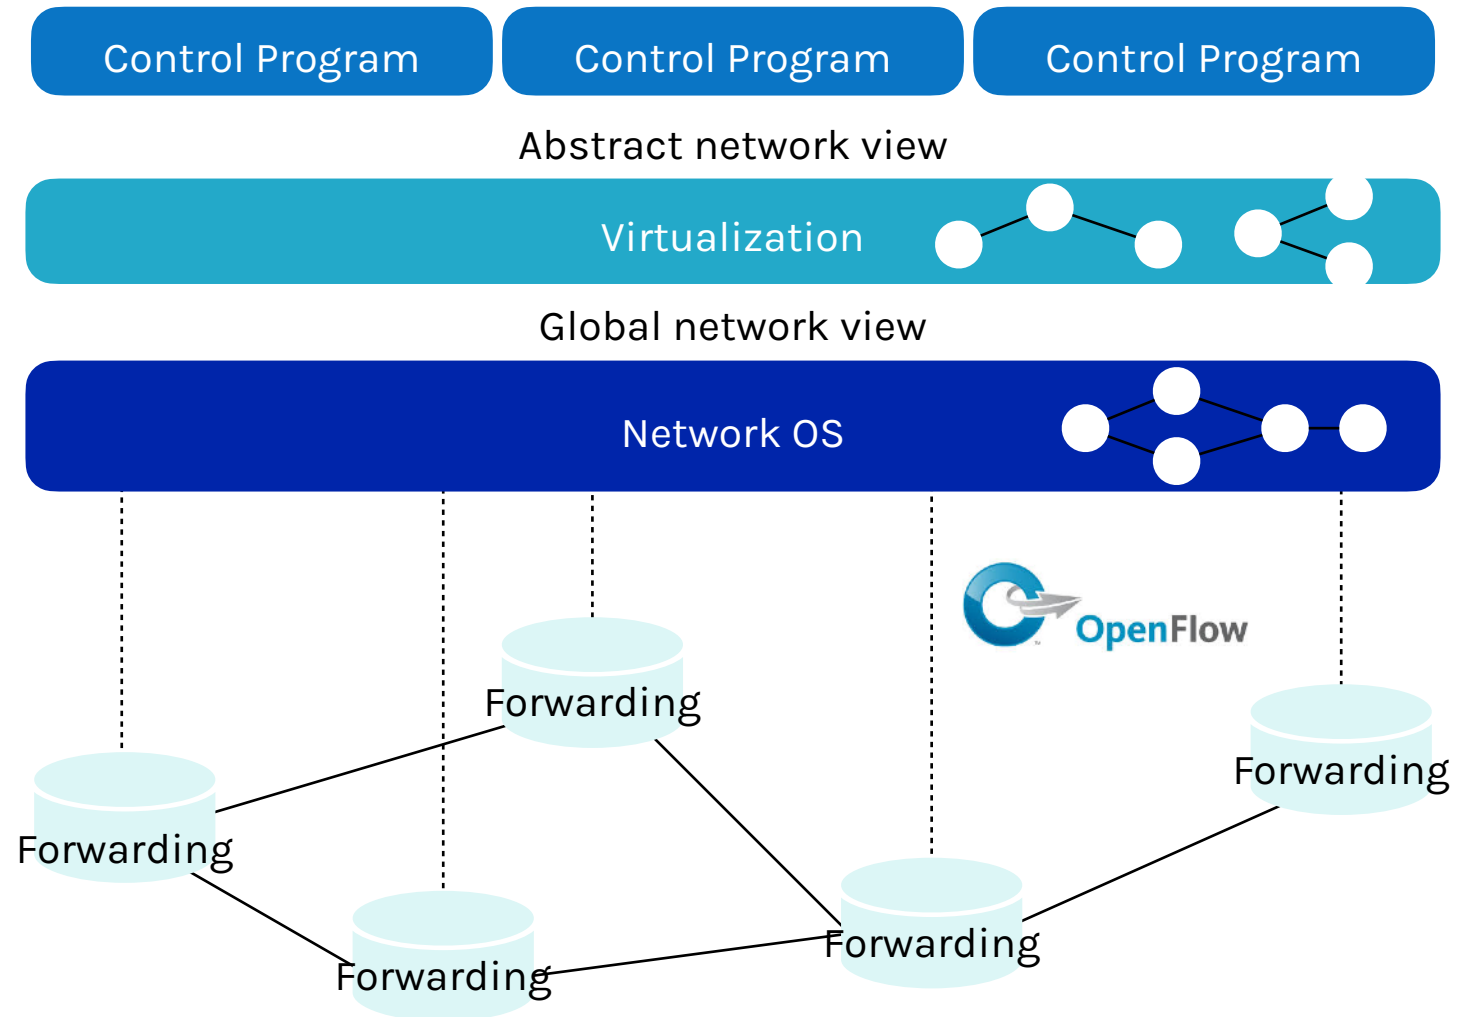 Control Program
Control Program
Control Program
Abstract network view
Virtualization
Global network view
Network OS
OpenFlow
Forwarding
Forwarding
Forwarding
Forwarding
Forwarding